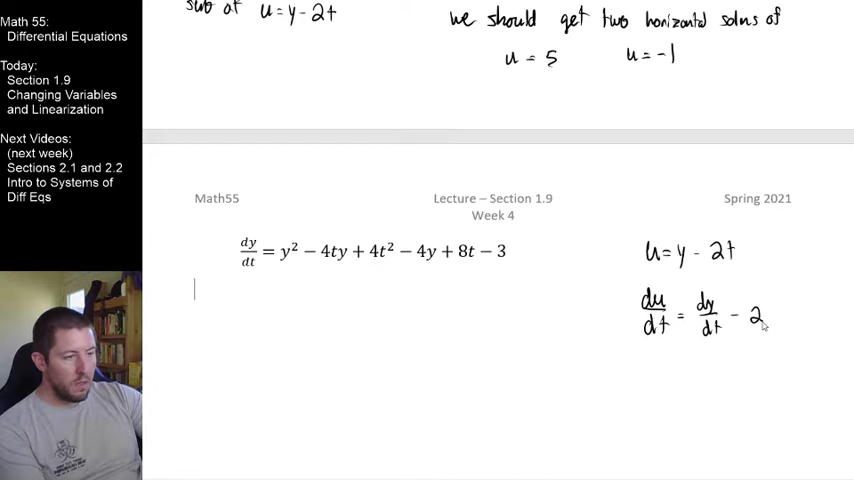 Math 55:
Differential Equations
Today:
Section 1.9
Changing Variables
and Linearization
Next Videos:
(next week)
Sections 2.1 and 2.2
Intro to Systems of
Diff Eqs
sub of u = y - 2t
we should get two horizontal solns of
u = 5 u = -1
Math55 Lecture – Section 1.9 Spring 2021
Week 4
dy/dt = y² − 4ty + 4t² − 4y + 8t − 3
u = y - 2t
du/dt = dy/dt - 2